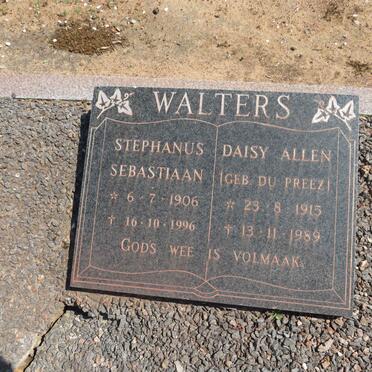 WALTERS
STEPHANUS SEBASTIAAN
☆ 6-7-1906
† 16-10-1996
DAISY ALLEN
(GEB. DU PREEZ)
☆ 23-8-1915
† 13-11-1989
GODS WEE IS VOLMAAK